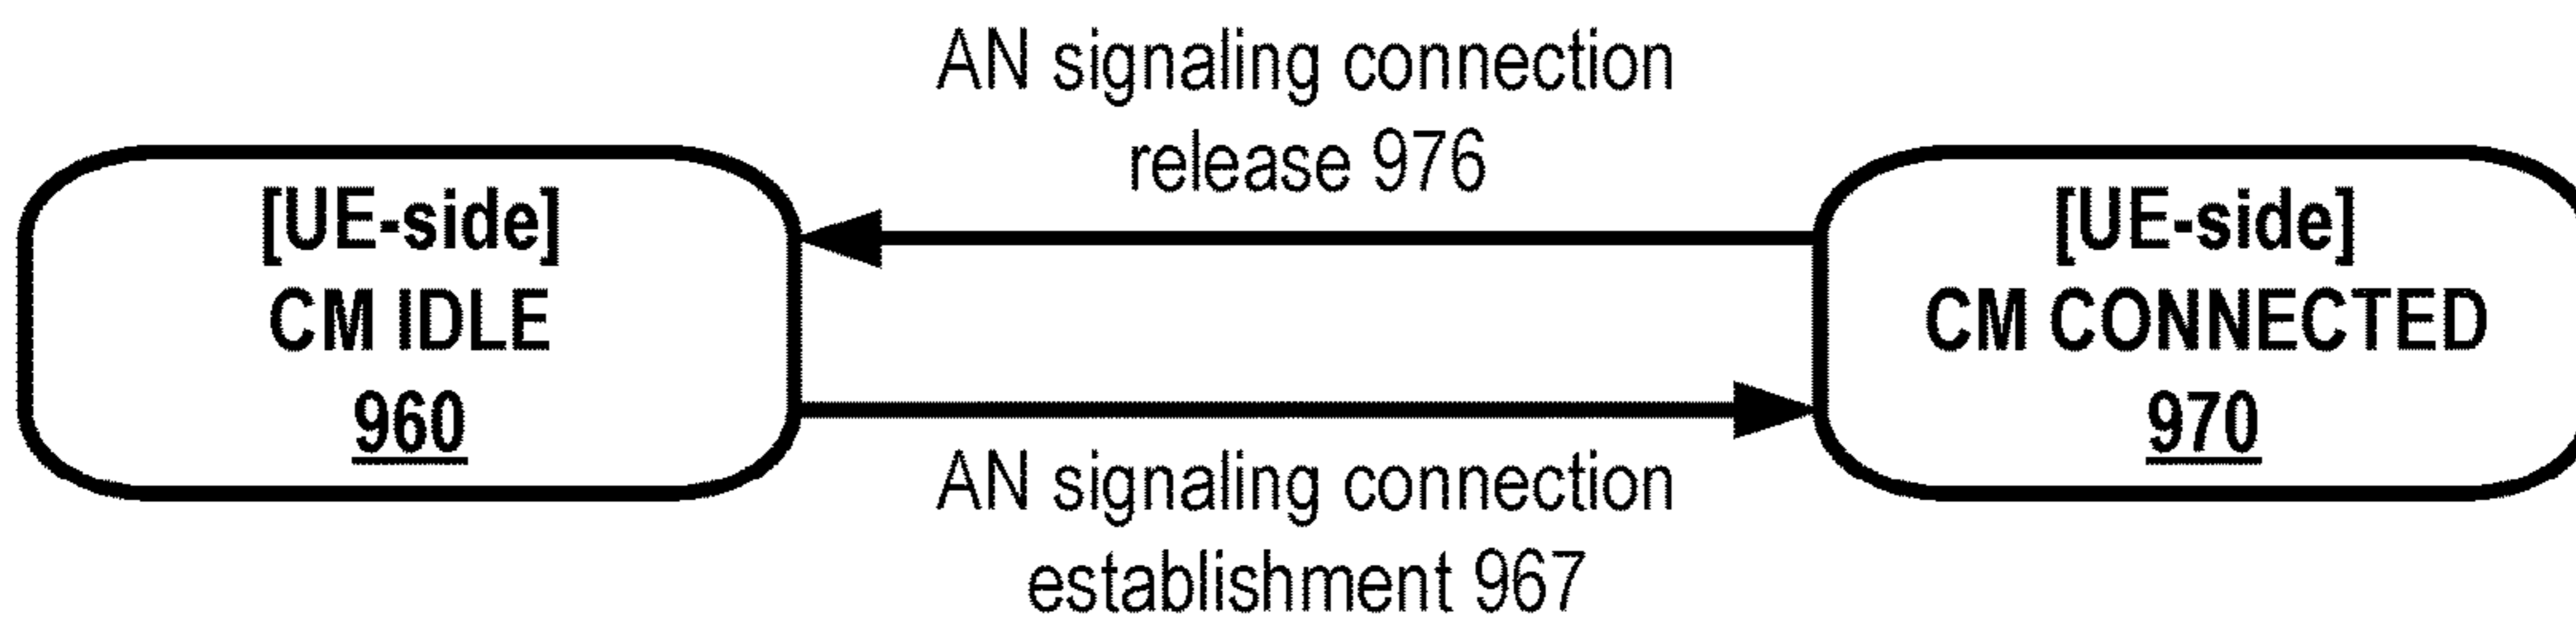 AN signaling connection
release 976
[UE-side]
CM IDLE
960
[UE-side]
CM CONNECTED
970
AN signaling connection
establishment 967